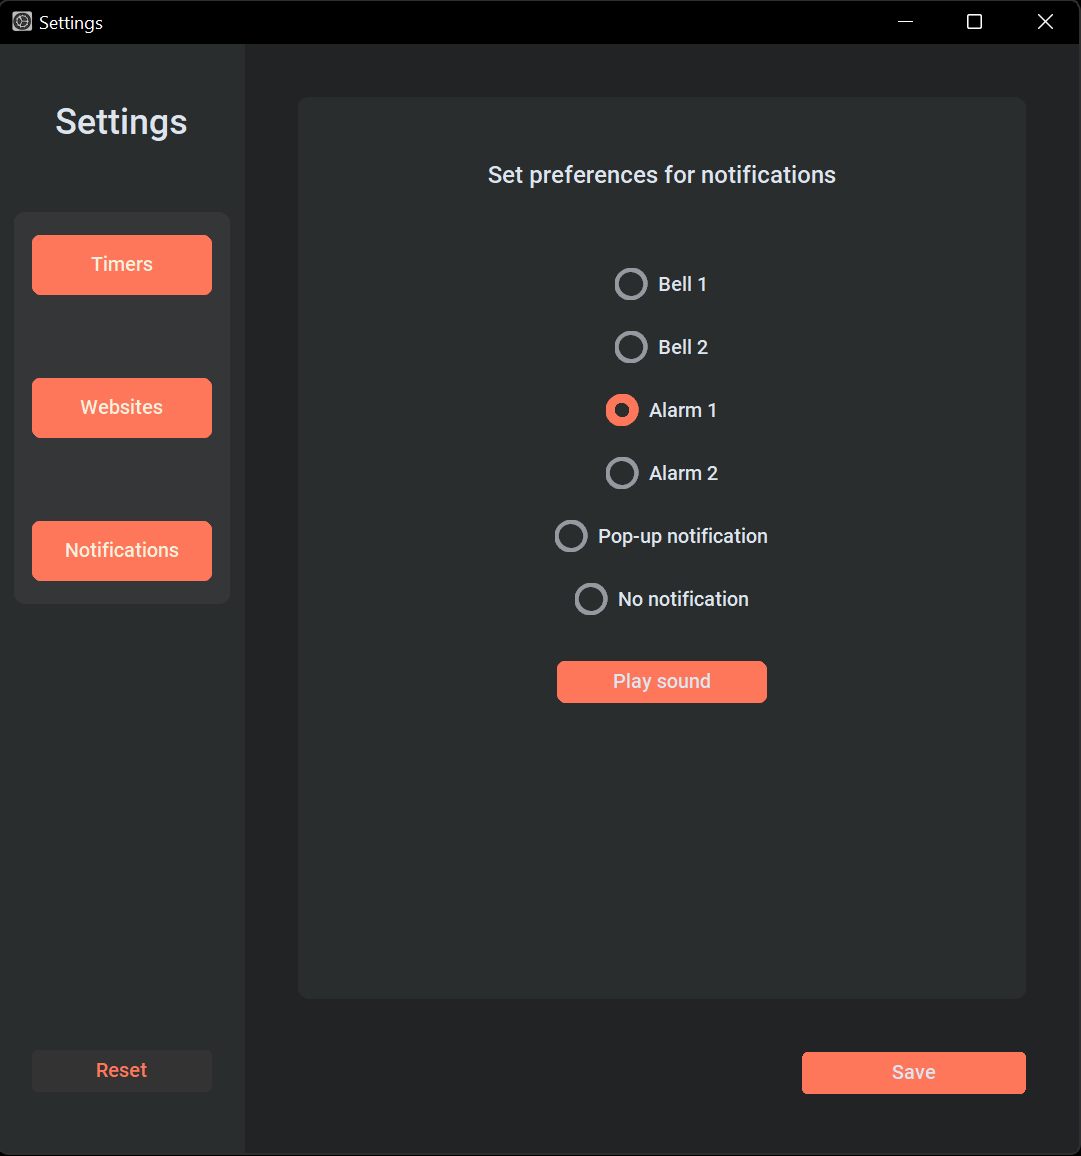 Settings
Settings
Timers
Websites
Notifications
Reset
Set preferences for notifications
Bell 1
Bell 2
Alarm 1
Alarm 2
Pop-up notification
No notification
Play sound
Save